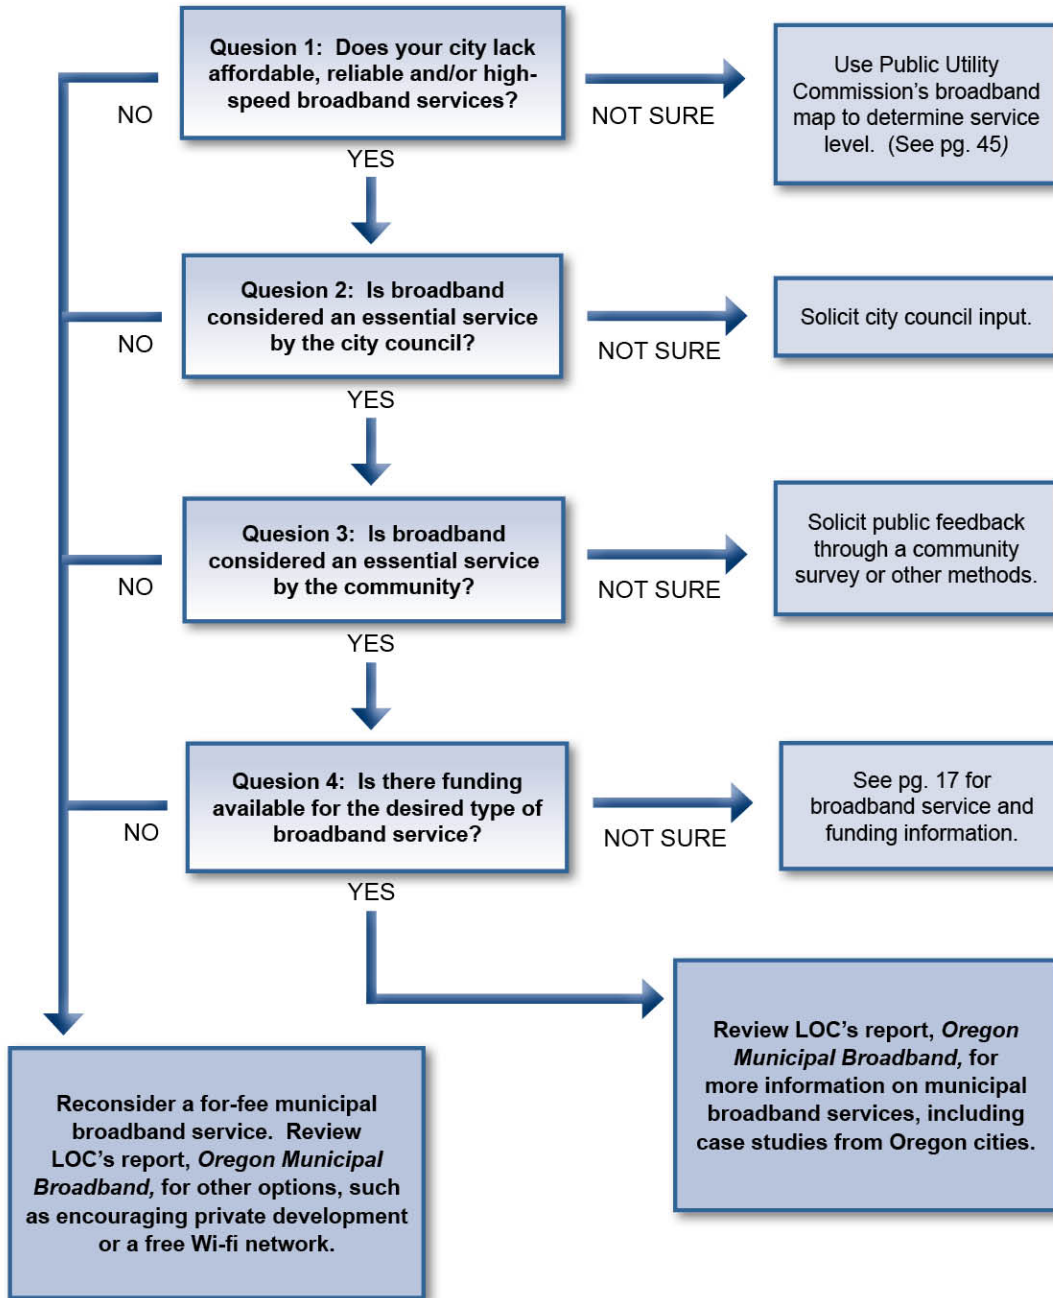 Quesion 1: Does your city lack
affordable, reliable and/or high-
speed broadband services?
NO
NOT SURE
Use Public Utility
Commission’s broadband
map to determine service
level. (See pg. 45)
YES
Quesion 2: Is broadband
considered an essential service
by the city council?
NO
NOT SURE
Solicit city council input.
YES
Quesion 3: Is broadband
considered an essential service
by the community?
NO
NOT SURE
Solicit public feedback
through a community
survey or other methods.
YES
Quesion 4: Is there funding
available for the desired type of
broadband service?
NO
NOT SURE
See pg. 17 for
broadband service and
funding information.
YES
Review LOC’s report, Oregon
Municipal Broadband, for
more information on municipal
broadband services, including
case studies from Oregon cities.
Reconsider a for-fee municipal
broadband service. Review
LOC’s report, Oregon Municipal
Broadband, for other options, such
as encouraging private development
or a free Wi-fi network.